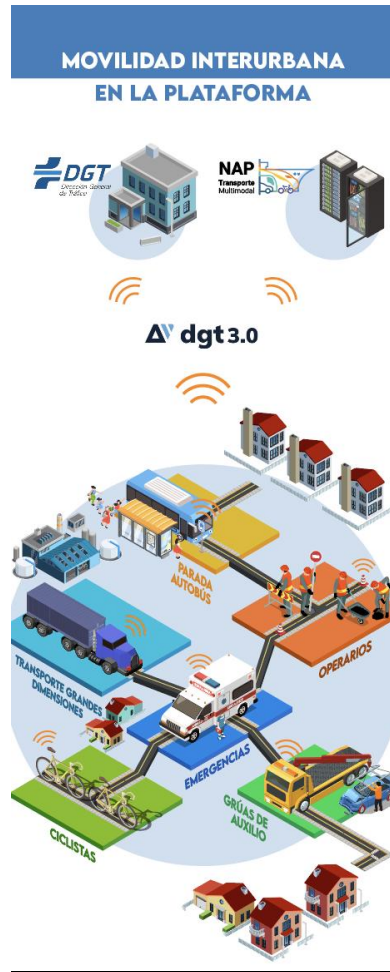 MOVILIDAD INTERURBANA
EN LA PLATAFORMA
DGT
Dirección General
de Tráfico
NAP
Transporte
Multimodal
dgt 3.0
PARADA
AUTOBÚS
OPERARIOS
TRANSPORTE GRANDES
DIMENSIONES
EMERGENCIAS
GRÚAS DE
AUXILIO
CICLISTAS